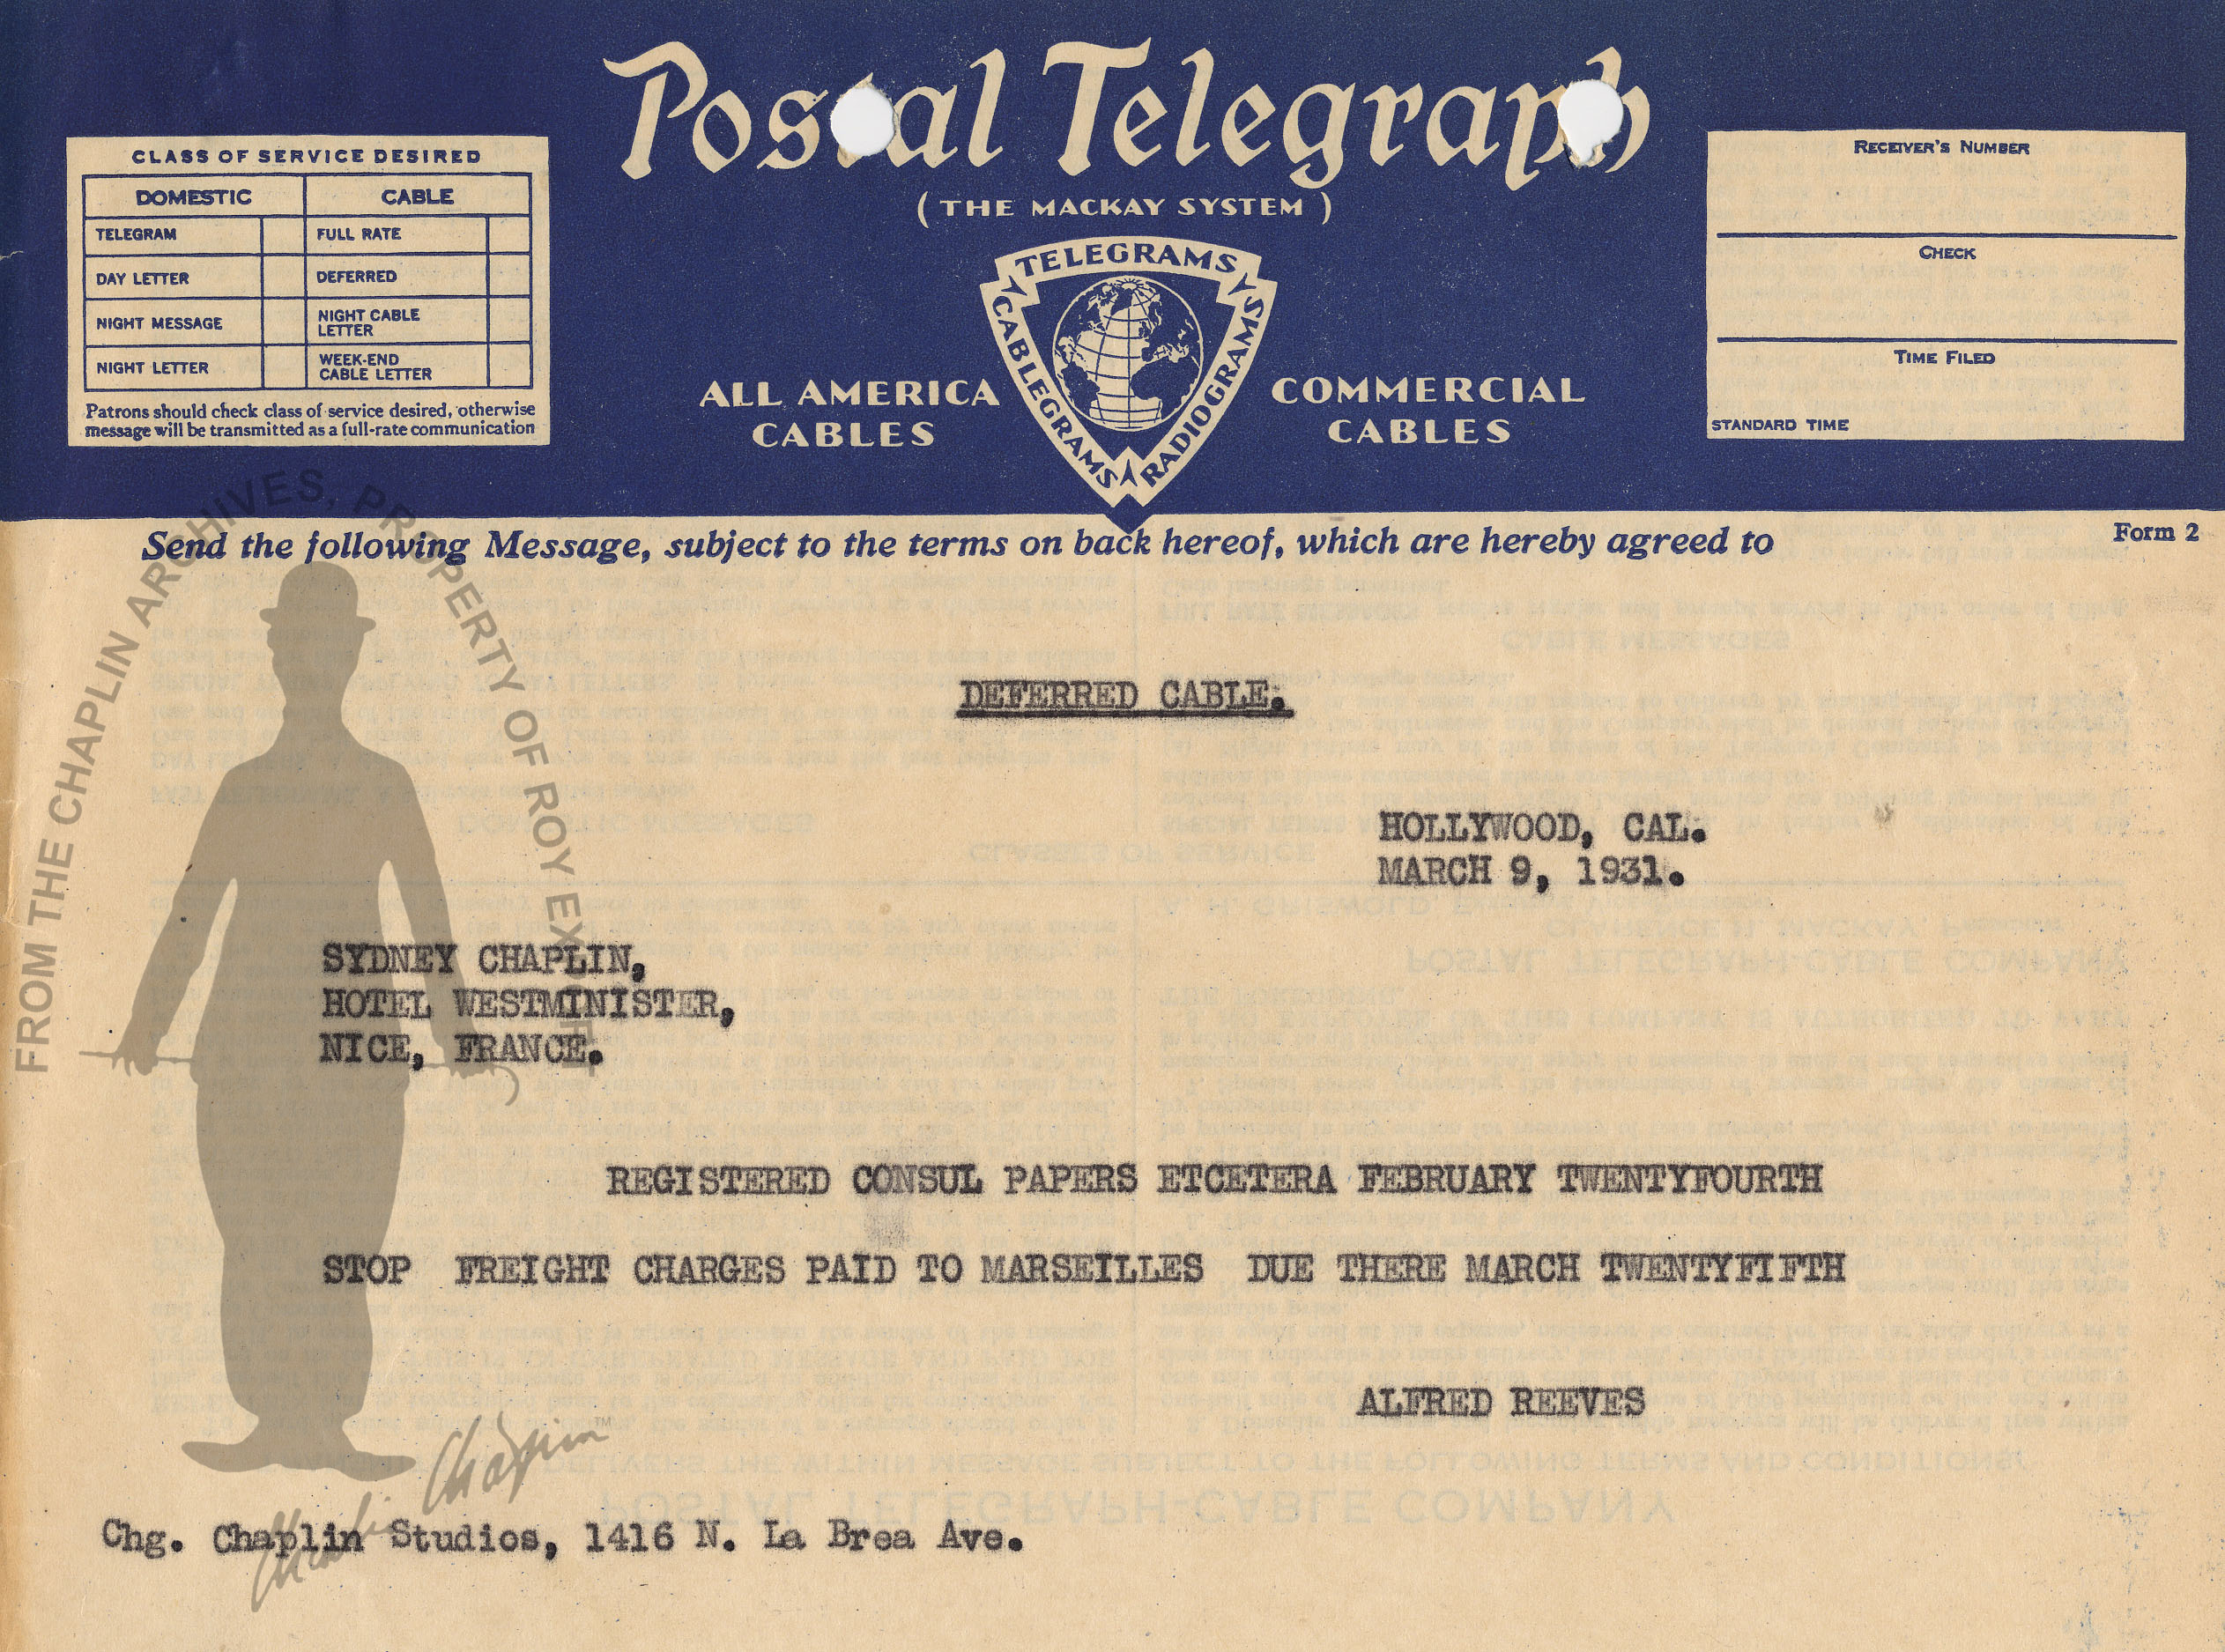 Postal Telegraph
(THE MACKAY SYSTEM)
CLASS OF SERVICE DESIRED
DOMESTIC CABLE
TELEGRAM FULL RATE
DAY LETTER DEFERRED
NIGHT MESSAGE NIGHT CABLE LETTER
NIGHT LETTER WEEK-END CABLE LETTER
Patrons should check class of service desired, otherwise
message will be transmitted as a full-rate communication
TELEGRAMS
CABLEGRAMS
RADIOGRAMS
ALL AMERICA
CABLES
COMMERCIAL
CABLES
RECEIVER'S NUMBER
CHECK
TIME FILED
STANDARD TIME
Send the following Message, subject to the terms on back hereof, which are hereby agreed to
Form 2
FROM THE CHAPLIN ARCHIVES, PROPERTY OF ROY EXPORT
DEFERRED CABLE.
HOLLYWOOD, CAL.
MARCH 9, 1931.
SYDNEY CHAPLIN,
HOTEL WESTMINISTER,
NICE, FRANCE.
REGISTERED CONSUL PAPERS ETCETERA FEBRUARY TWENTYFOURTH
STOP FREIGHT CHARGES PAID TO MARSEILLES DUE THERE MARCH TWENTYFIFTH
ALFRED REEVES
Charlie Chaplin™
Chg. Chaplin Studios, 1416 N. La Brea Ave.